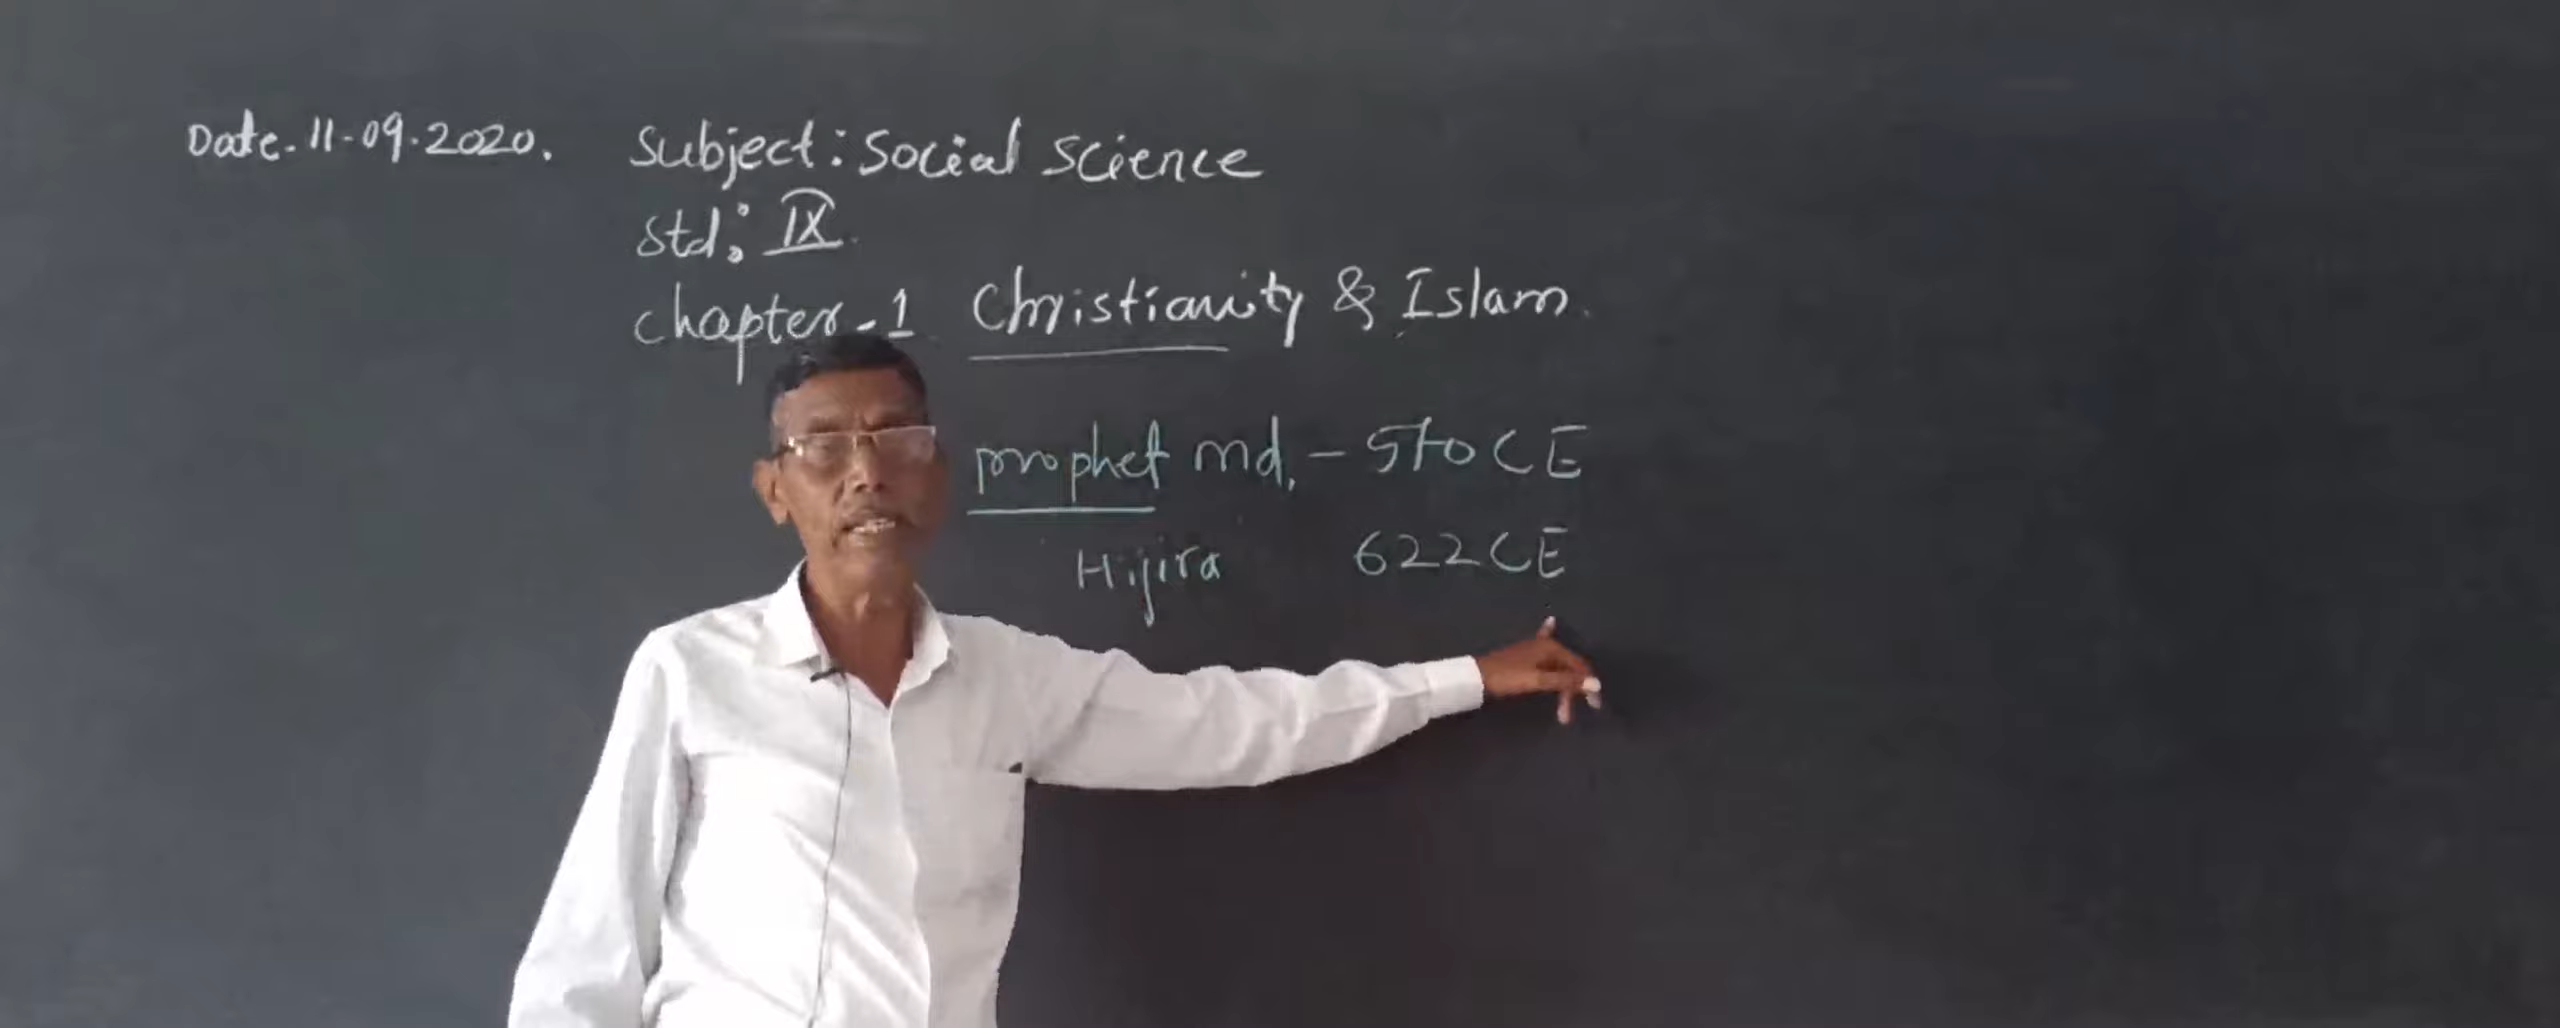 Date. 11-09-2020. Subject: Social Science
Std: IX
Chapter-1 Christianity & Islam.
prophet md. - 570 CE
Hijira 622 CE